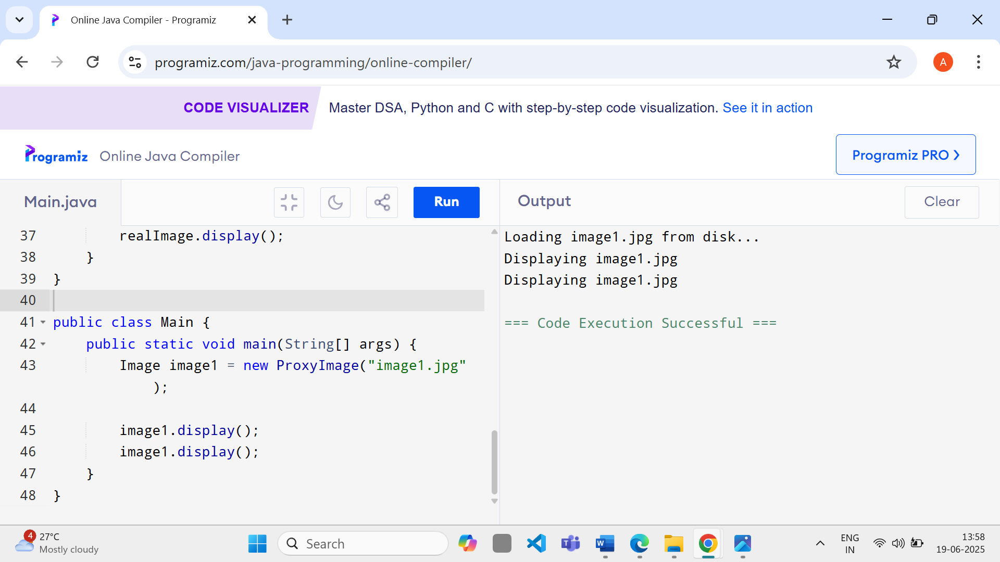 Online Java Compiler - Programiz
programiz.com/java-programming/online-compiler/
A
CODE VISUALIZER Master DSA, Python and C with step-by-step code visualization. See it in action
Programiz Online Java Compiler
Programiz PRO ❯
Main.java
Run
Output
Clear
37         realImage.display();
38     }
39 }
40
41 public class Main {
42     public static void main(String[] args) {
43         Image image1 = new ProxyImage("image1.jpg"
            );
44
45         image1.display();
46         image1.display();
47     }
48 }
Loading image1.jpg from disk...
Displaying image1.jpg
Displaying image1.jpg
=== Code Execution Successful ===
4
27°C
Mostly cloudy
Search
T
W
ENG
IN
13:58
19-06-2025